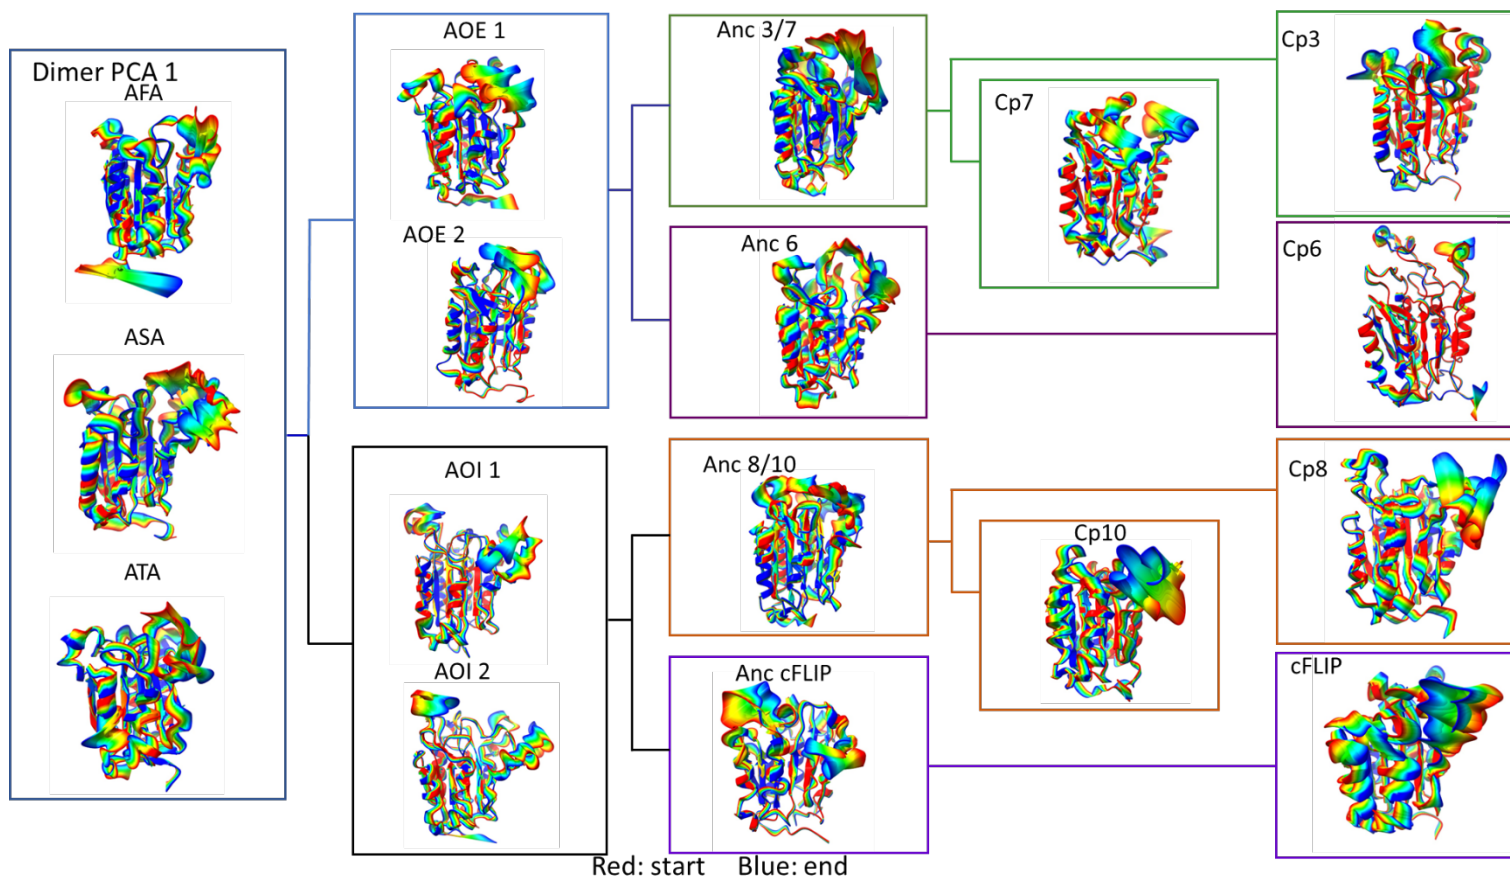 Dimer PCA 1
AFA
ASA
ATA
AOE 1
AOE 2
AOI 1
AOI 2
Anc 3/7
Anc 6
Anc 8/10
Anc cFLIP
Cp7
Cp10
Cp3
Cp6
Cp8
cFLIP
Red: start Blue: end